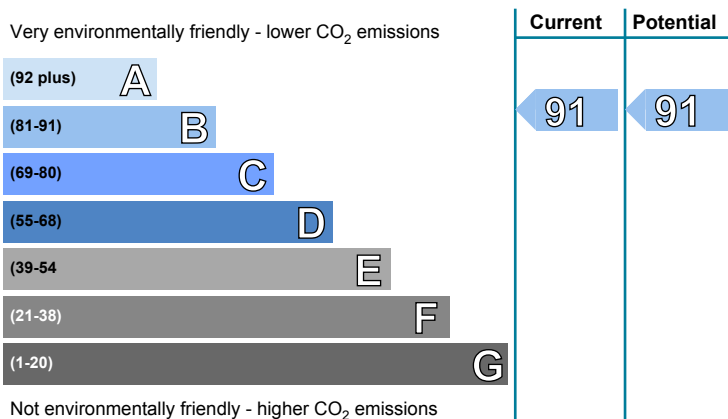 Current Potential
Very environmentally friendly - lower CO2 emissions
(92 plus) A
(81-91) B 91 91
(69-80) C
(55-68) D
(39-54 E
(21-38) F
(1-20) G
Not environmentally friendly - higher CO2 emissions